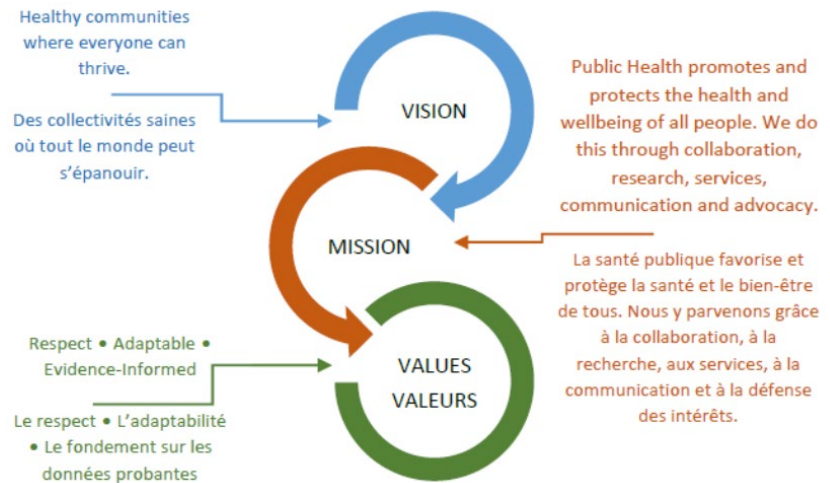 Healthy communities
where everyone can
thrive.
Des collectivités saines
où tout le monde peut
s'épanouir.
VISION
Public Health promotes and
protects the health and
wellbeing of all people. We do
this through collaboration,
research, services,
communication and advocacy.
MISSION
La santé publique favorise et
protège la santé et le bien-être
de tous. Nous y parvenons grâce
à la collaboration, à la
recherche, aux services, à la
communication et à la défense
des intérêts.
Respect • Adaptable •
Evidence-Informed
Le respect • L'adaptabilité
• Le fondement sur les
données probantes
VALUES
VALEURS